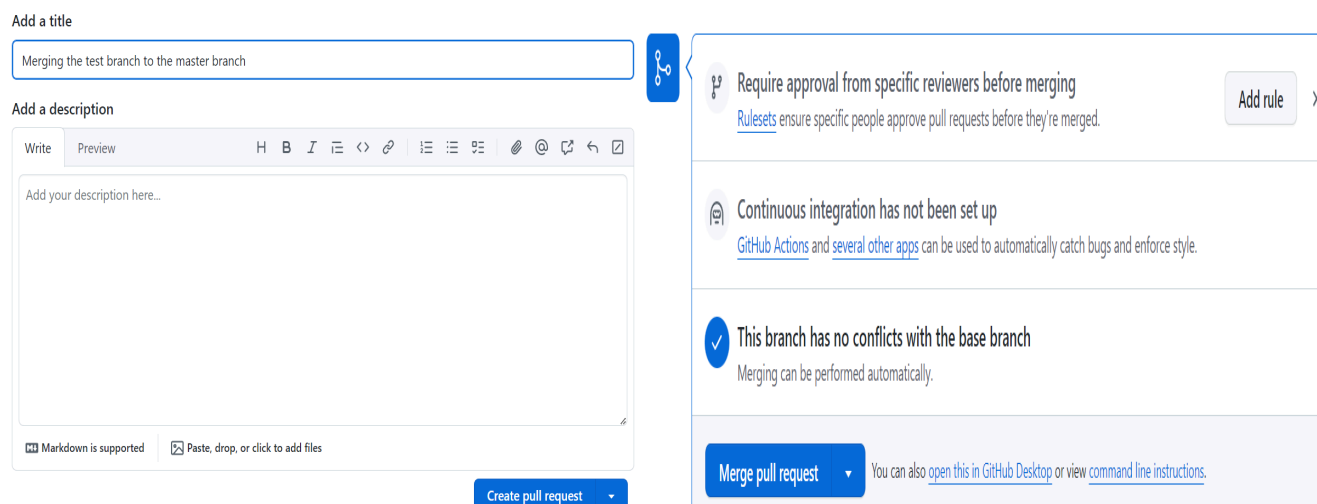 Add a title
Merging the test branch to the master branch
Add a description
Write Preview
Add your description here...
Markdown is supported
Paste, drop, or click to add files
Create pull request
Require approval from specific reviewers before merging
Rulesets ensure specific people approve pull requests before they're merged.
Add rule
Continuous integration has not been set up
GitHub Actions and several other apps can be used to automatically catch bugs and enforce style.
This branch has no conflicts with the base branch
Merging can be performed automatically.
Merge pull request
You can also open this in GitHub Desktop or view command line instructions.